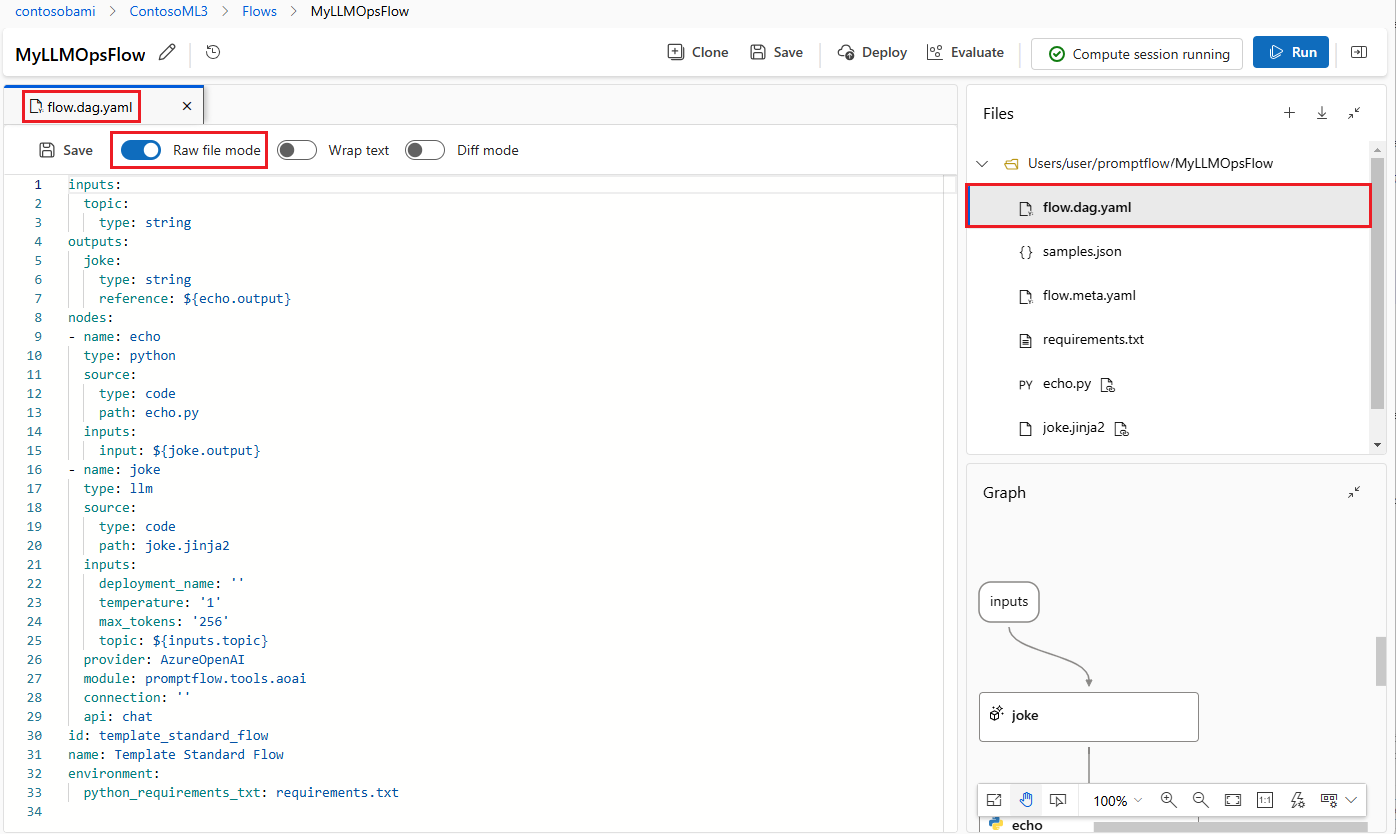 contosobami > ContosoML3 > Flows > MyLLMOpsFlow
MyLLMOpsFlow Clone Save Deploy Evaluate Compute session running Run
flow.dag.yaml
Save Raw file mode Wrap text Diff mode
1 inputs:
2   topic:
3     type: string
4 outputs:
5   joke:
6     type: string
7     reference: ${echo.output}
8 nodes:
9 - name: echo
10   type: python
11   source:
12     type: code
13     path: echo.py
14   inputs:
15     input: ${joke.output}
16 - name: joke
17   type: llm
18   source:
19     type: code
20     path: joke.jinja2
21   inputs:
22     deployment_name: ''
23     temperature: '1'
24     max_tokens: '256'
25     topic: ${inputs.topic}
26   provider: AzureOpenAI
27   module: promptflow.tools.aoai
28   connection: ''
29   api: chat
30 id: template_standard_flow
31 name: Template Standard Flow
32 environment:
33   python_requirements_txt: requirements.txt
34
Files
Users/user/promptflow/MyLLMOpsFlow
flow.dag.yaml
{} samples.json
flow.meta.yaml
requirements.txt
PY echo.py
joke.jinja2
Graph
inputs
joke
100% 1:1
echo